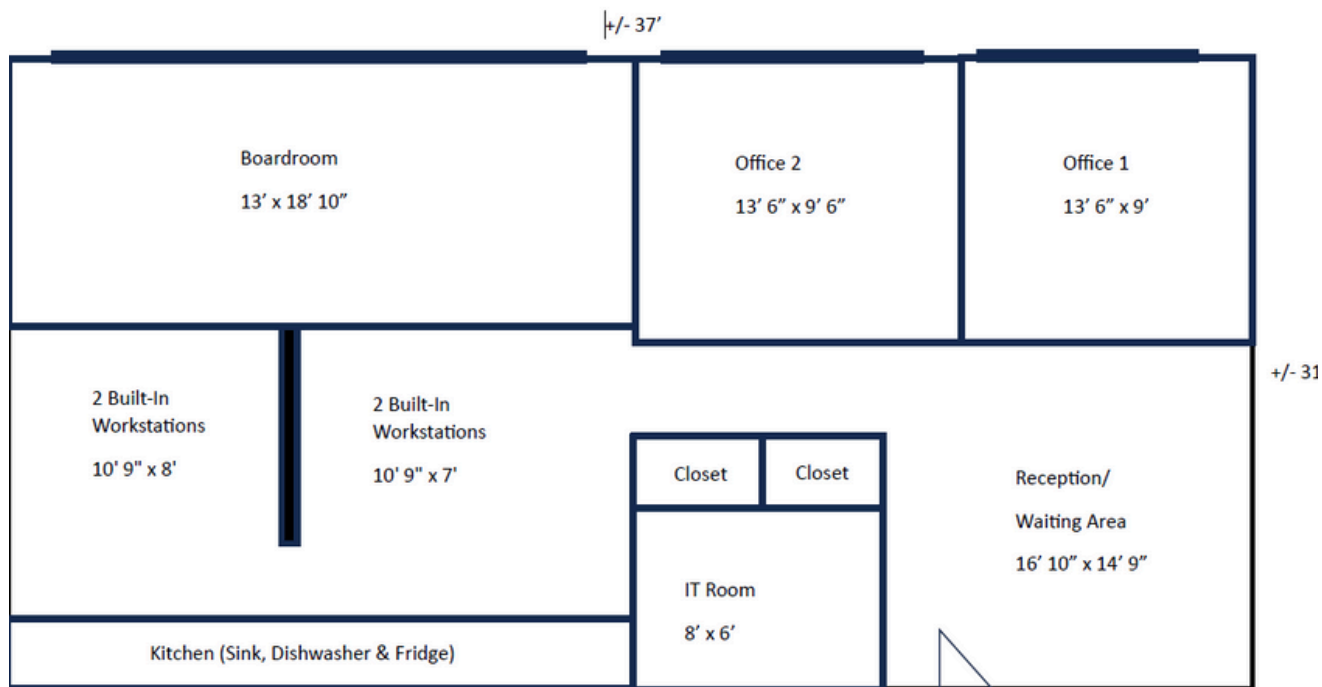 +/- 37’
Boardroom
13’ x 18’ 10”
Office 2
13’ 6” x 9’ 6”
Office 1
13’ 6” x 9’
+/- 31
2 Built-In
Workstations
10' 9" x 8'
2 Built-In
Workstations
10' 9" x 7'
Closet
Closet
Reception/
Waiting Area
16’ 10” x 14’ 9”
IT Room
8’ x 6’
Kitchen (Sink, Dishwasher & Fridge)